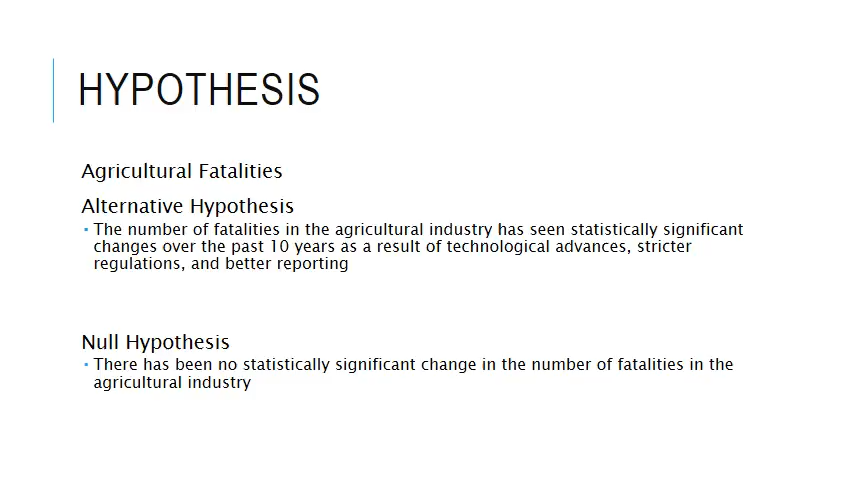 HYPOTHESIS
Agricultural Fatalities
Alternative Hypothesis
▪ The number of fatalities in the agricultural industry has seen statistically significant
changes over the past 10 years as a result of technological advances, stricter
regulations, and better reporting
Null Hypothesis
▪ There has been no statistically significant change in the number of fatalities in the
agricultural industry